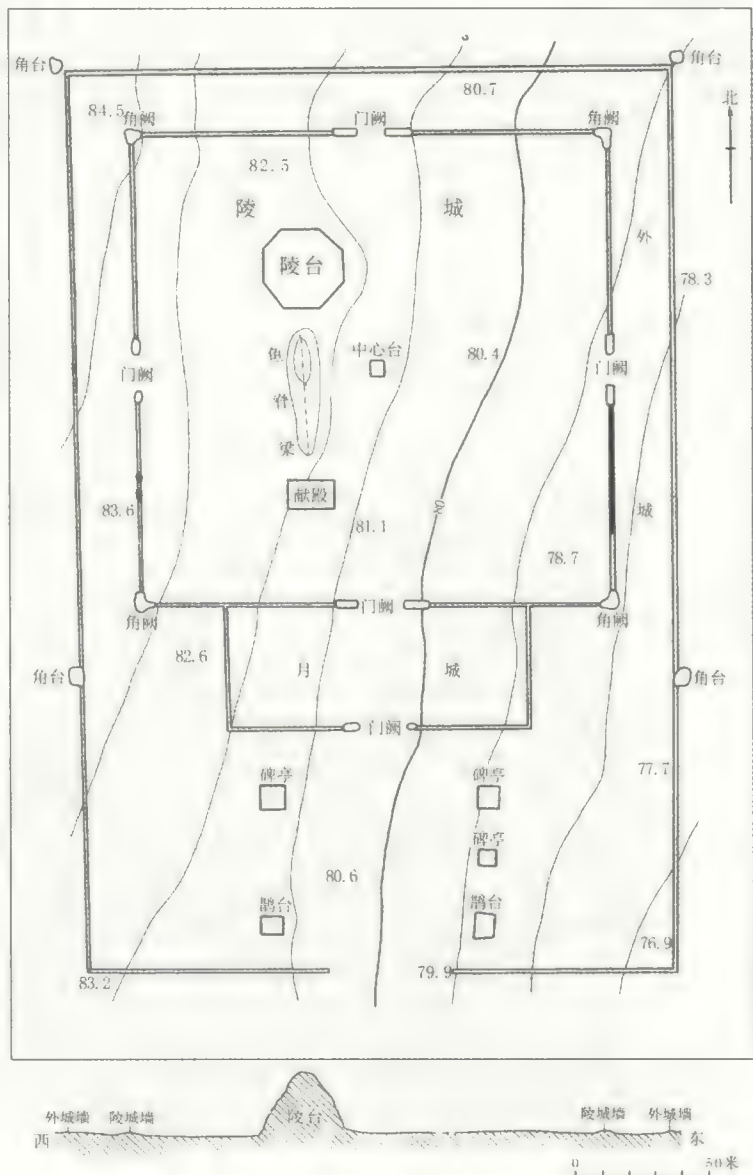 角台
角台
80.7
84.5
角阙
门阙
角阙
北
82.5
陵 城
外
陵台
78.3
鱼
中心台
80.4
门阙
门阙
脊
梁
献殿
83.6
81.1
80
城
78.7
角阙
门阙
角阙
82.6
月 城
角台
角台
门阙
碑亭
碑亭
77.7
碑亭
80.6
鹊台
鹊台
76.9
83.2
79.9
外城墙
陵城墙
陵台
陵城墙
外城墙
西
东
0 50米